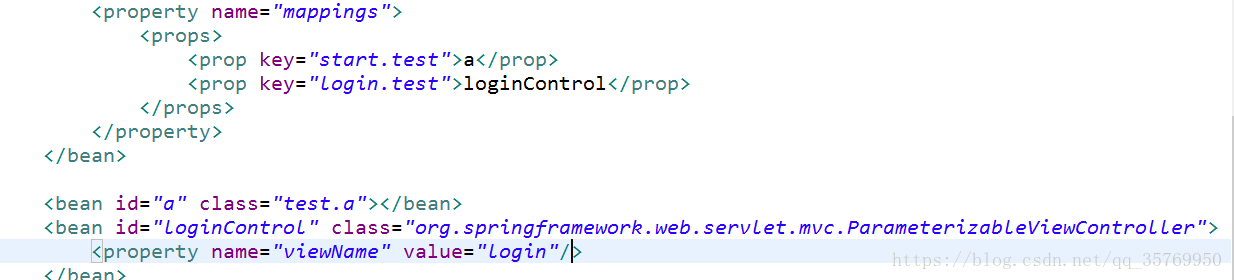 <property name="mappings">
<props>
<prop key="start.test">a</prop>
<prop key="login.test">loginControl</prop>
</props>
</property>
</bean>
<bean id="a" class="test.a"></bean>
<bean id="loginControl" class="org.springframework.web.servlet.mvc.ParameterizableViewController">
<property name="viewName" value="login"/>
https://blog.csdn.net/qq_35769950
</bean>